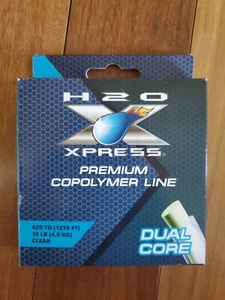 H2O
XPRESS®
PREMIUM
COPOLYMER LINE
425 YD (1275 FT)
10 LB (4.5 KG)
CLEAR
DUAL
CORE